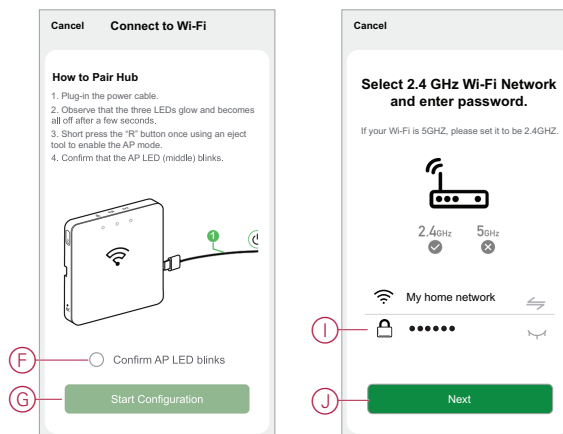 Cancel Connect to Wi-Fi
How to Pair Hub
1. Plug-in the power cable.
2. Observe that the three LEDs glow and becomes
all off after a few seconds.
3. Short press the "R" button once using an eject
tool to enable the AP mode.
4. Confirm that the AP LED (middle) blinks.
1
F
Confirm AP LED blinks
G
Start Configuration
Cancel
Select 2.4 GHz Wi-Fi Network
and enter password.
If your Wi-Fi is 5GHZ, please set it to be 2.4GHZ.
2.4GHz 5GHz
My home network
I
••••••
J
Next